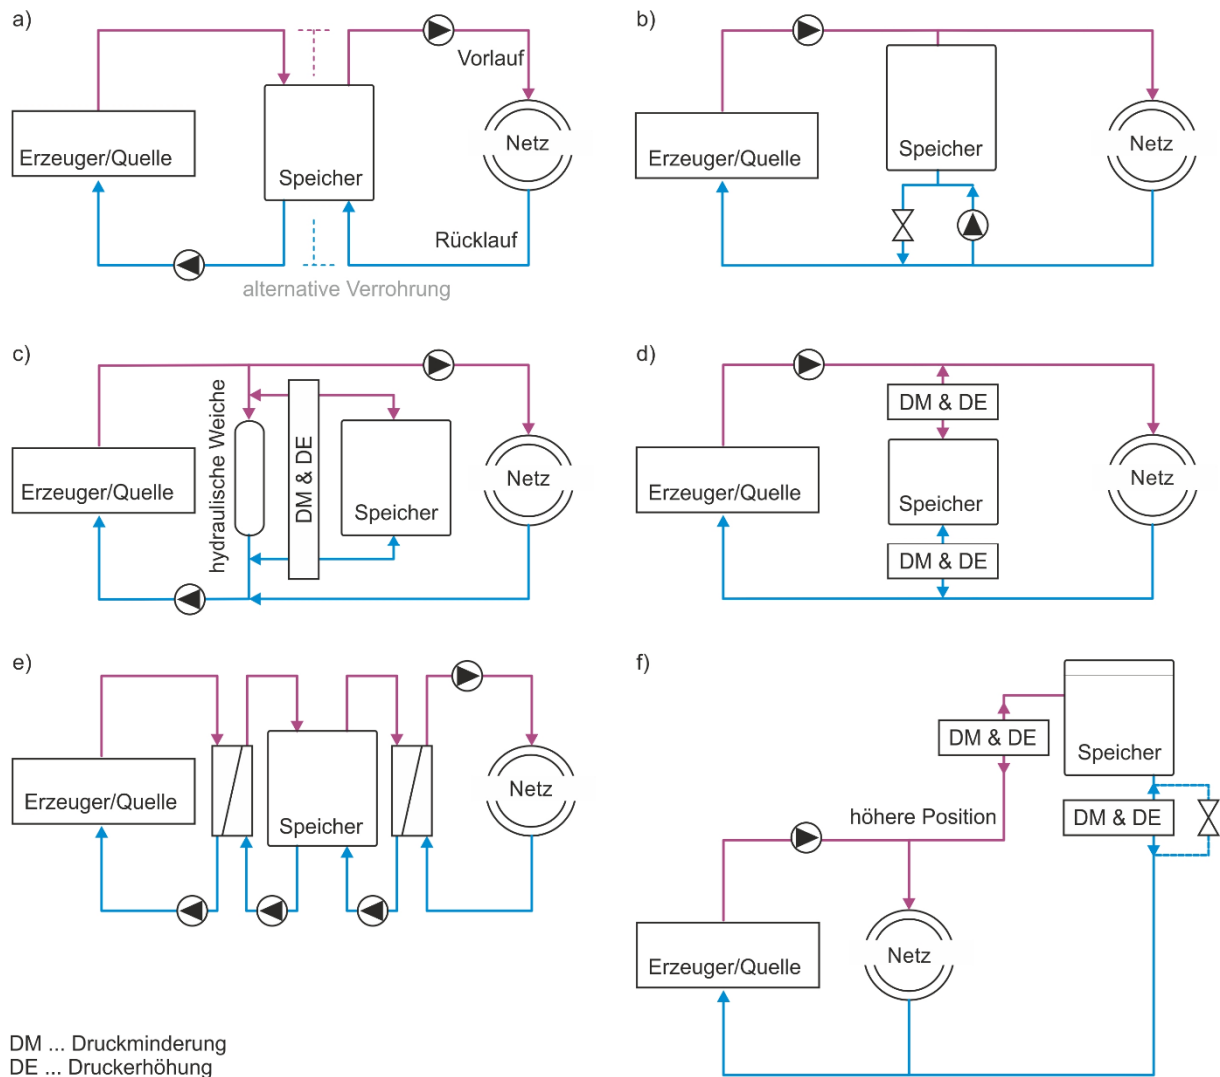 a)
Vorlauf
Erzeuger/Quelle
Speicher
Netz
Rücklauf
alternative Verrohrung
b)
Erzeuger/Quelle
Speicher
Netz
c)
hydraulische Weiche
DM & DE
Erzeuger/Quelle
Speicher
Netz
d)
DM & DE
Erzeuger/Quelle
Speicher
Netz
DM & DE
e)
Erzeuger/Quelle
Speicher
Netz
f)
DM & DE
Speicher
höhere Position
DM & DE
Erzeuger/Quelle
Netz
DM ... Druckminderung
DE ... Druckerhöhung